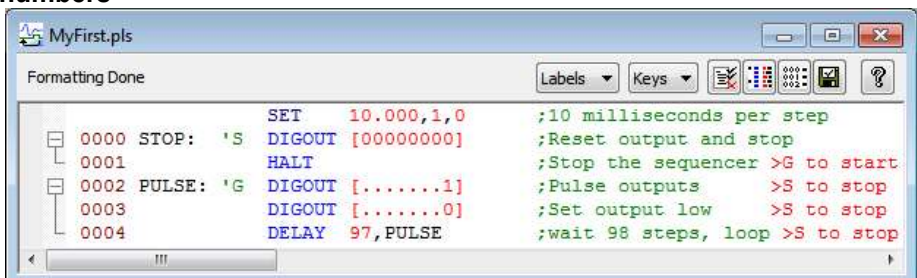 numbers
MyFirst.pls
Formatting Done Labels Keys ?
SET 10.000,1,0 ;10 milliseconds per step
0000 STOP: 'S DIGOUT [00000000] ;Reset output and stop
0001 HALT ;Stop the sequencer >G to start
0002 PULSE: 'G DIGOUT [.......1] ;Pulse outputs >S to stop
0003 DIGOUT [.......0] ;Set output low >S to stop
0004 DELAY 97,PULSE ;wait 98 steps, loop >S to stop